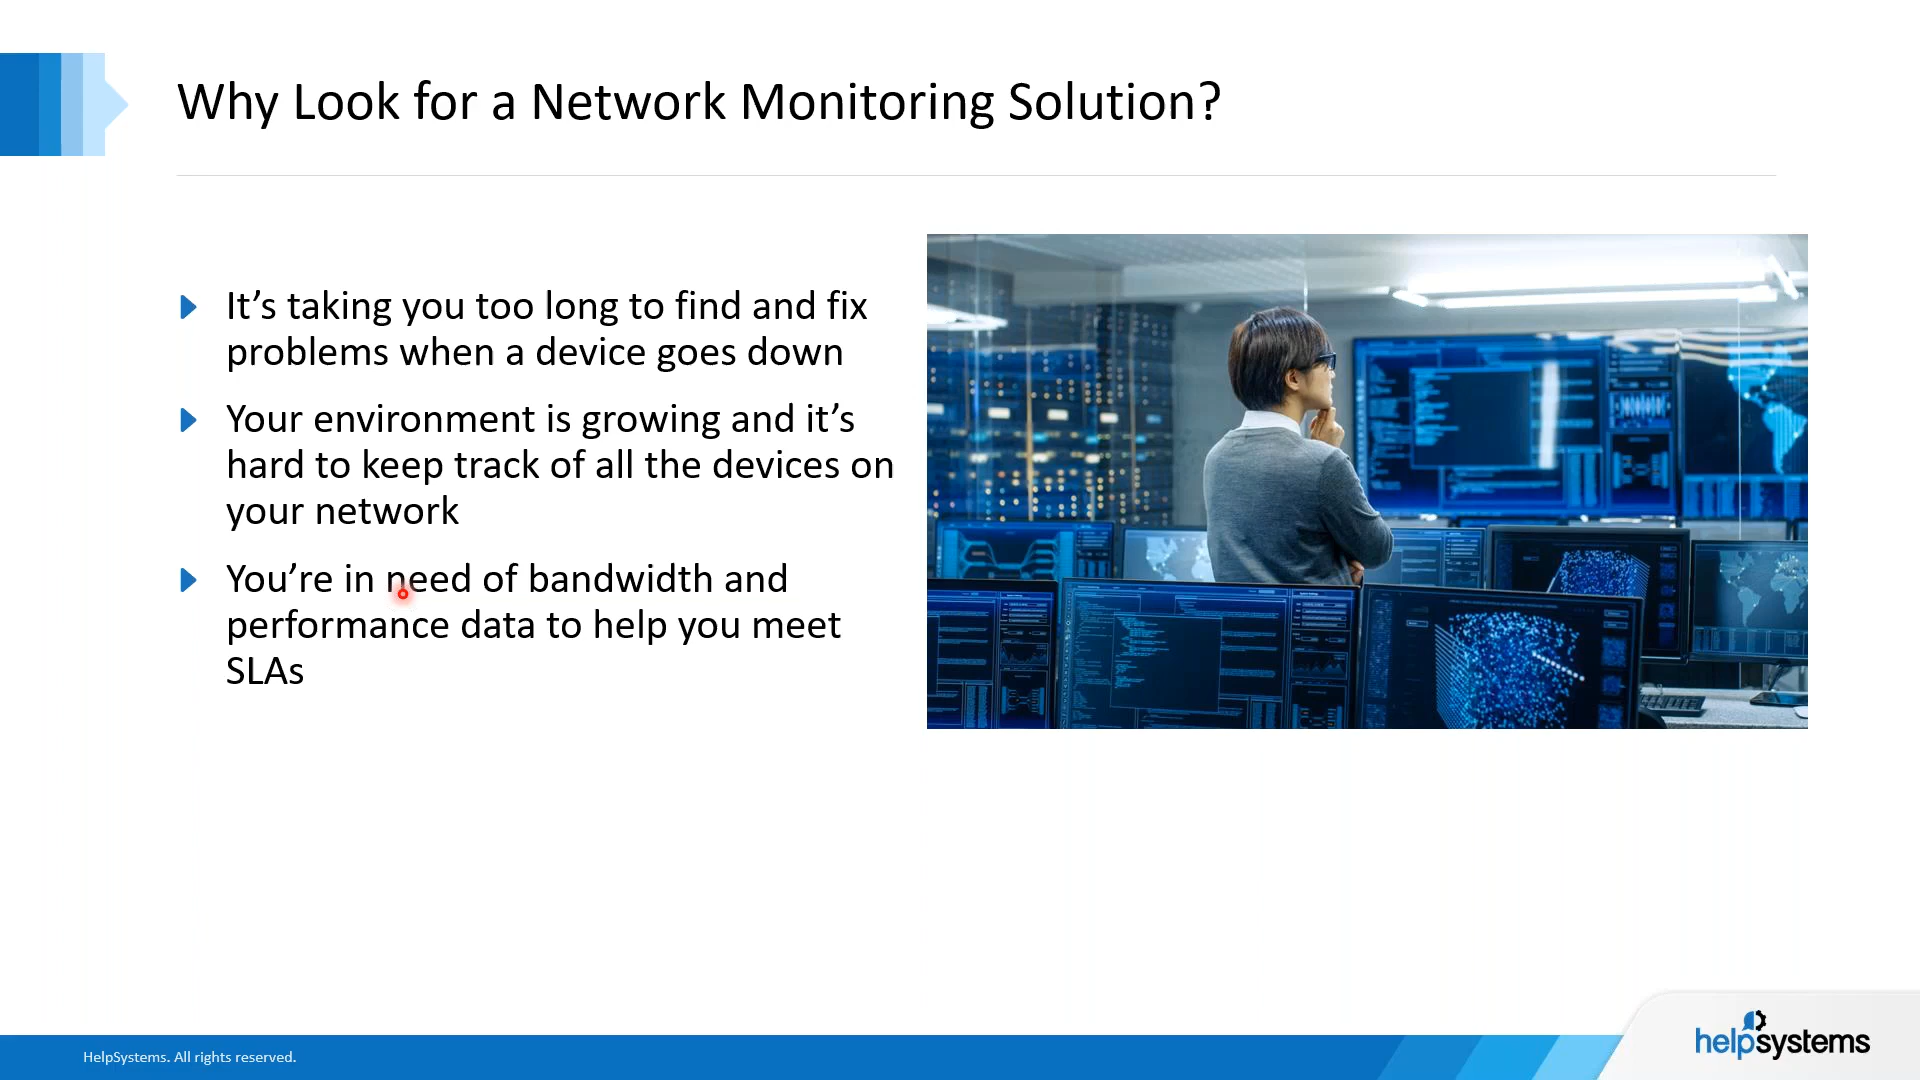 Why Look for a Network Monitoring Solution?
It’s taking you too long to find and fix
problems when a device goes down
Your environment is growing and it’s
hard to keep track of all the devices on
your network
You’re in need of bandwidth and
performance data to help you meet
SLAs
HelpSystems. All rights reserved.
helpsystems